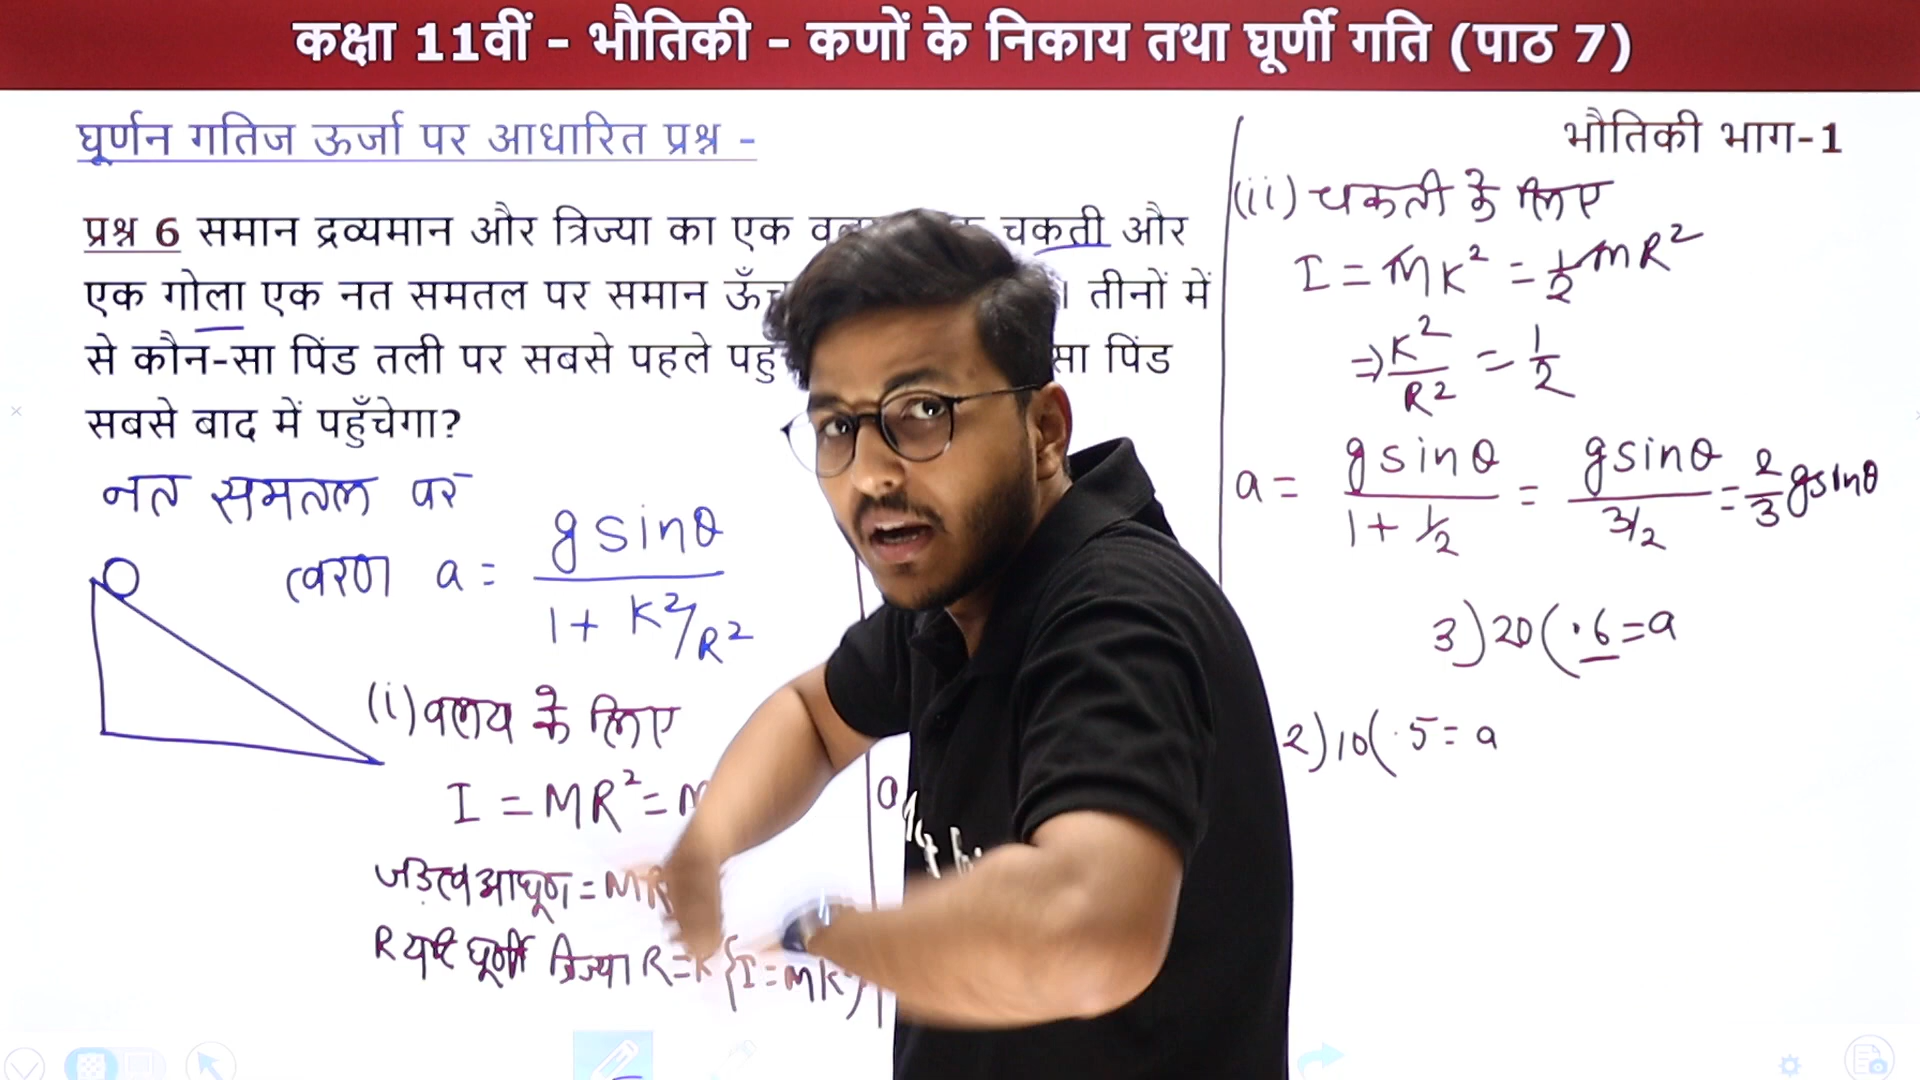 कक्षा 11वीं - भौतिकी - कणों के निकाय तथा घूर्णी गति (पाठ 7)
घूर्णन गतिज ऊर्जा पर आधारित प्रश्न -
प्रश्न 6 समान द्रव्यमान और त्रिज्या का एक चकती और
एक गोला एक नत समतल पर समान तीनों में
से कौन-सा पिंड तली पर सबसे पहले पिंड
सबसे बाद में पहुँचेगा?
नत समतल पर
त्वरण a = g sinθ / 1 + K²/R²
(i) वलय के लिए
I = MR² =
जड़त्व आघूर्ण =
R यदि घूर्णन त्रिज्या R = K {I = MK²}
भौतिकी भाग-1
(ii) चकती के लिए
I = MK² = 1/2 MR²
⇒ K²/R² = 1/2
a = g sinθ / 1 + 1/2 = g sinθ / 3/2 = 2/3 g sinθ
3)20(.6 = a
2)10(.5 = a